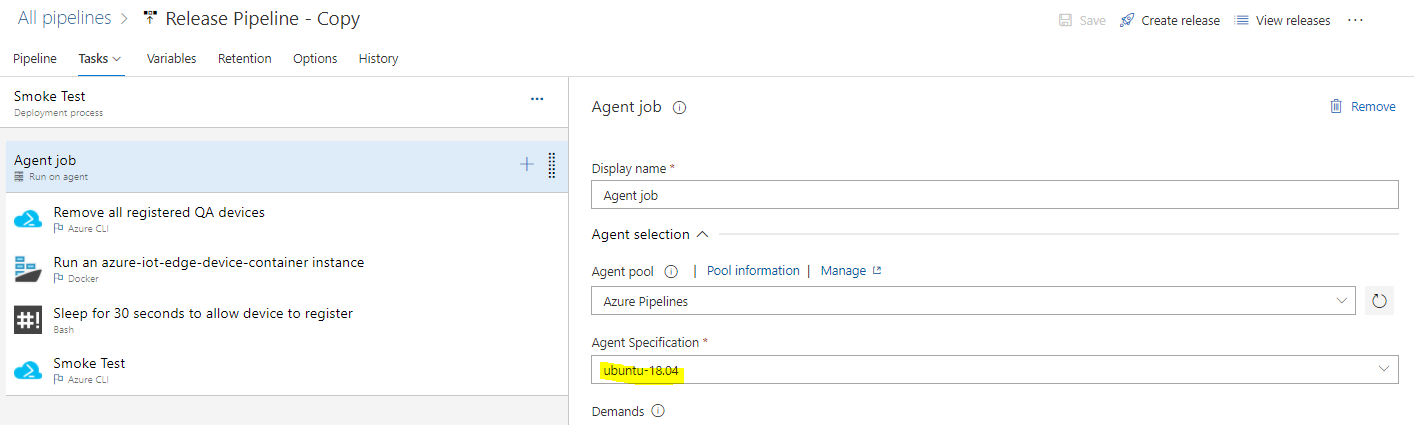 All pipelines > Release Pipeline - Copy
Save Create release View releases ...
Pipeline Tasks Variables Retention Options History
Smoke Test
Deployment process
...
Agent job
Run on agent
Remove all registered QA devices
Azure CLI
Run an azure-iot-edge-device-container instance
Docker
#!
Sleep for 30 seconds to allow device to register
Bash
Smoke Test
Azure CLI
Agent job
Remove
Display name *
Agent job
Agent selection
Agent pool | Pool information | Manage
Azure Pipelines
Agent Specification *
ubuntu-18.04
Demands